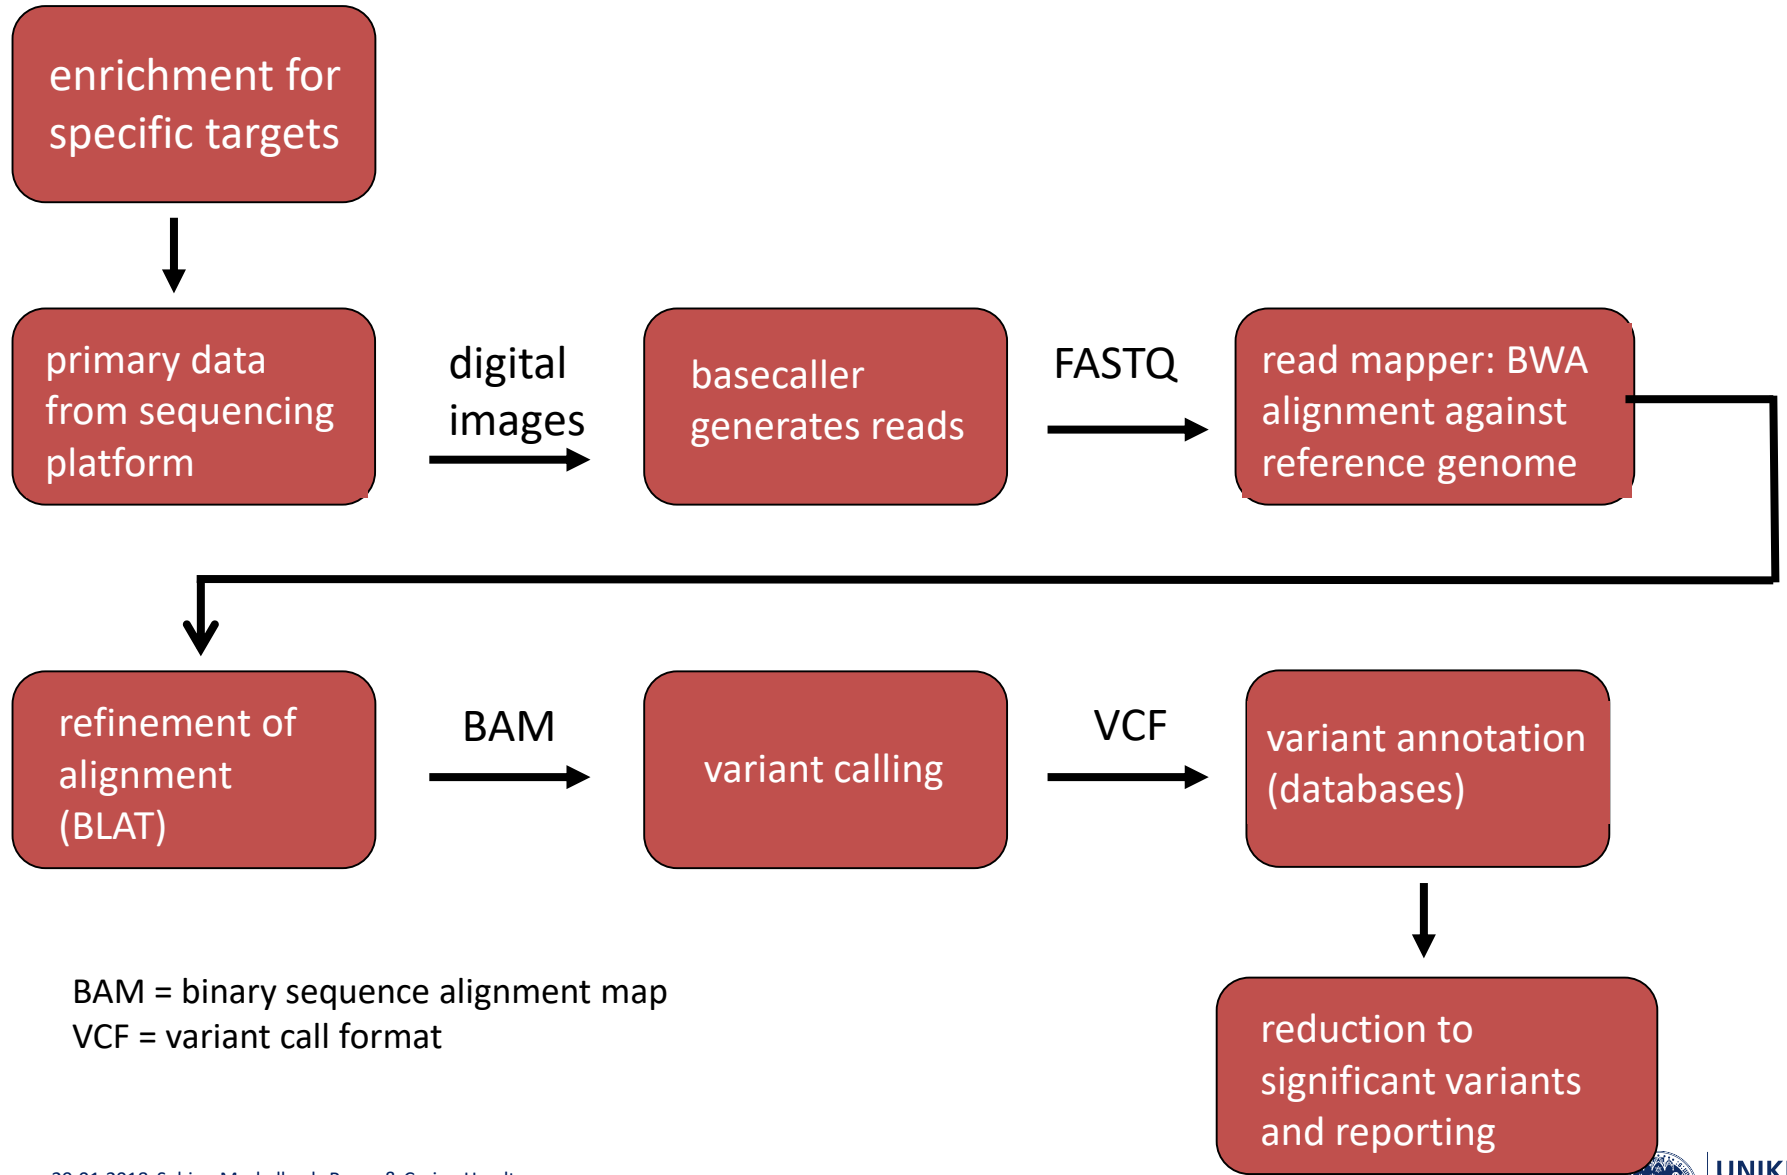 enrichment for
specific targets
primary data
from sequencing
platform
digital
images
basecaller
generates reads
FASTQ
read mapper: BWA
alignment against
reference genome
refinement of
alignment
(BLAT)
BAM
variant calling
VCF
variant annotation
(databases)
BAM = binary sequence alignment map
VCF = variant call format
reduction to
significant variants
and reporting